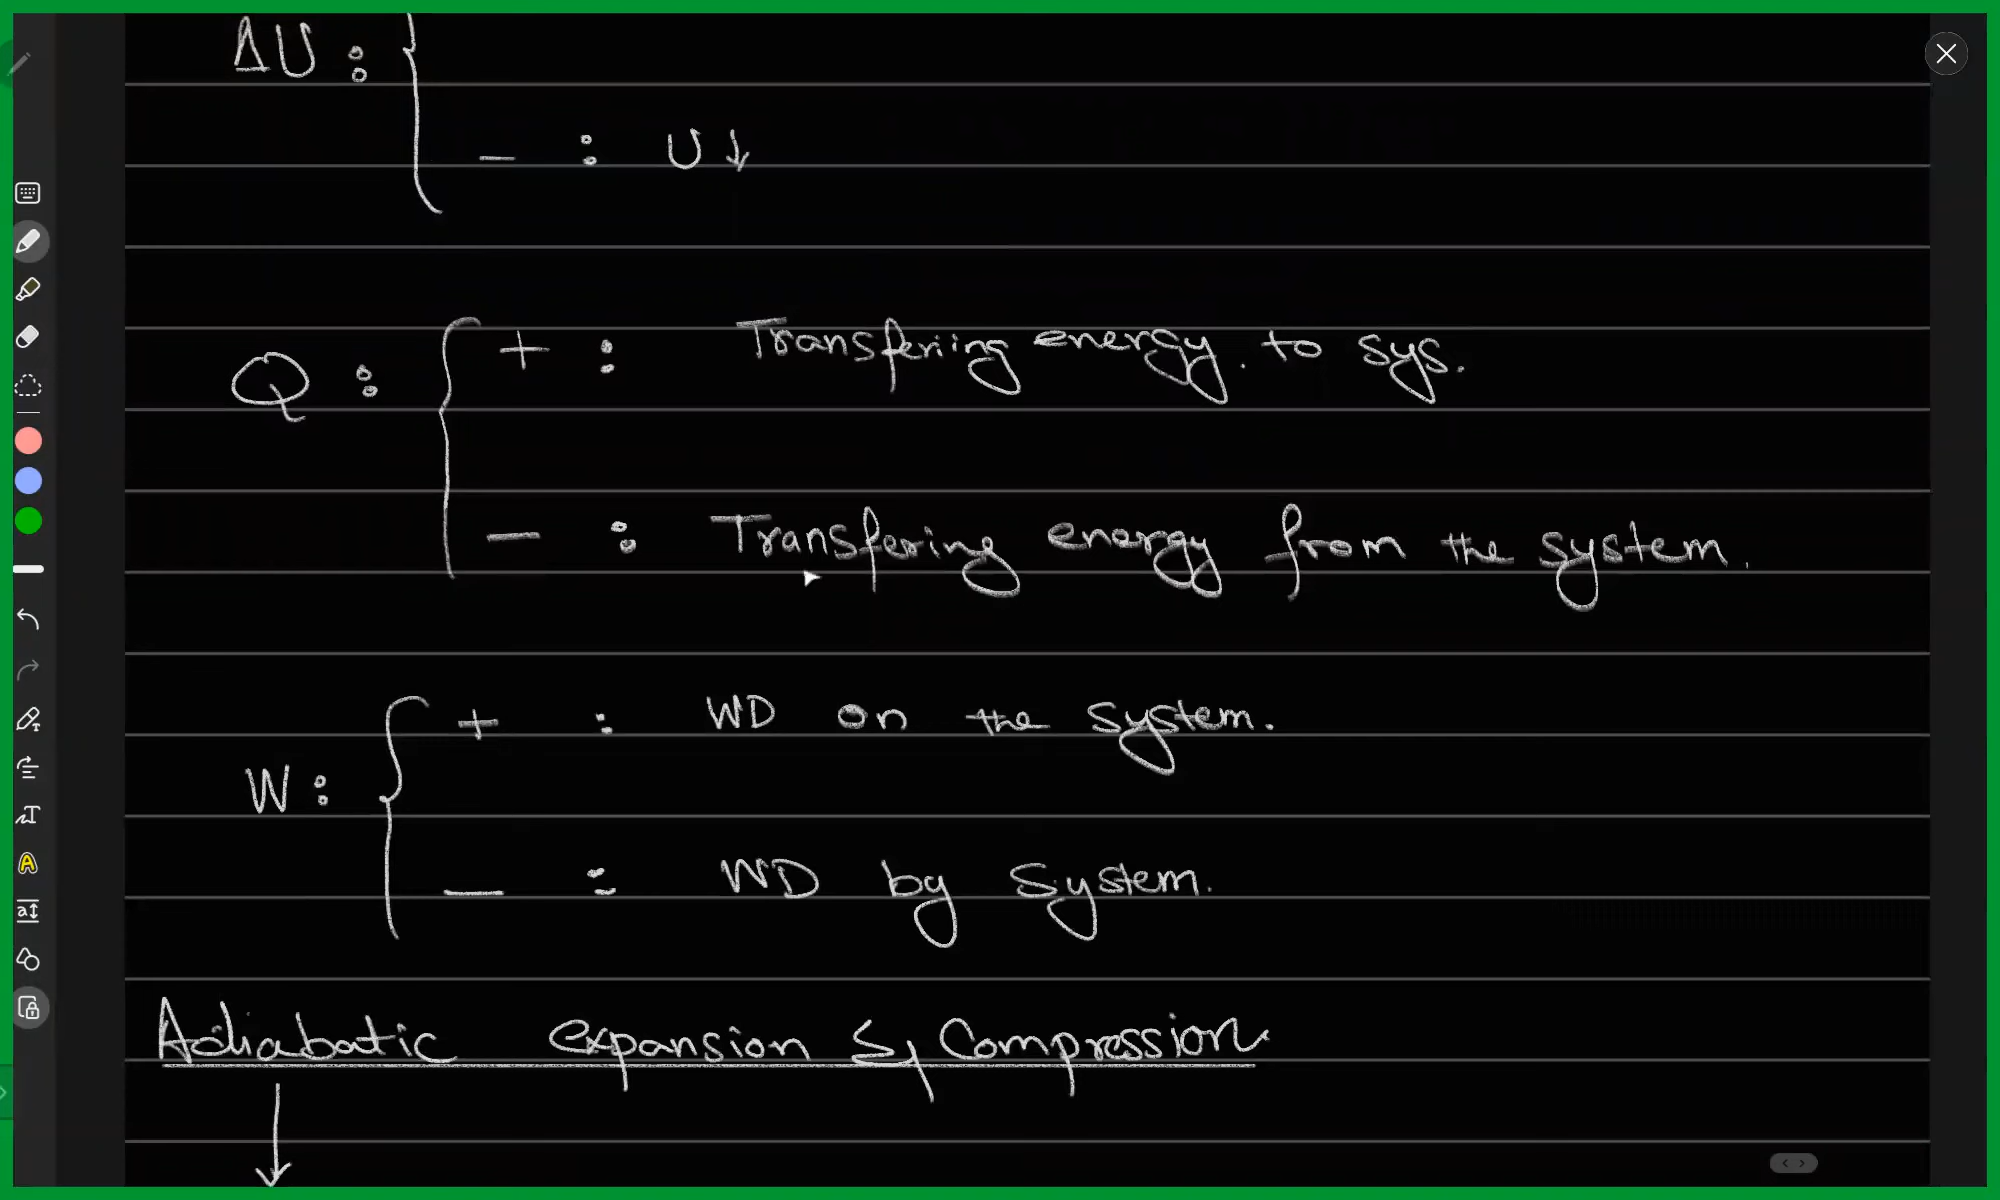 ΔU :
- : U ↓
Q : + : Transferiing energy. to sys.
- : Transfering energy from the system.
W : + : WD on the system.
- : WD by system.
Adiabatic expansion & Compression